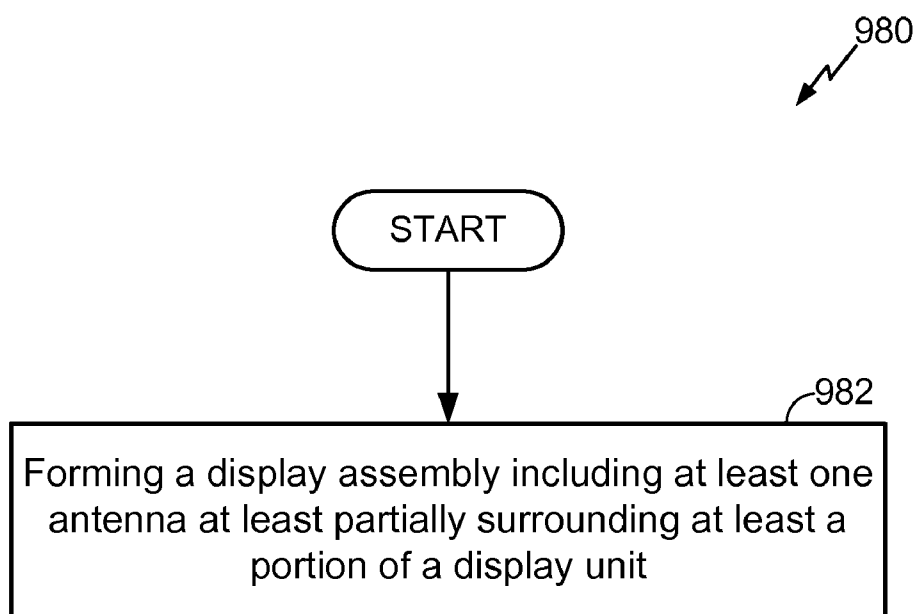 980
START
982
Forming a display assembly including at least one
antenna at least partially surrounding at least a
portion of a display unit